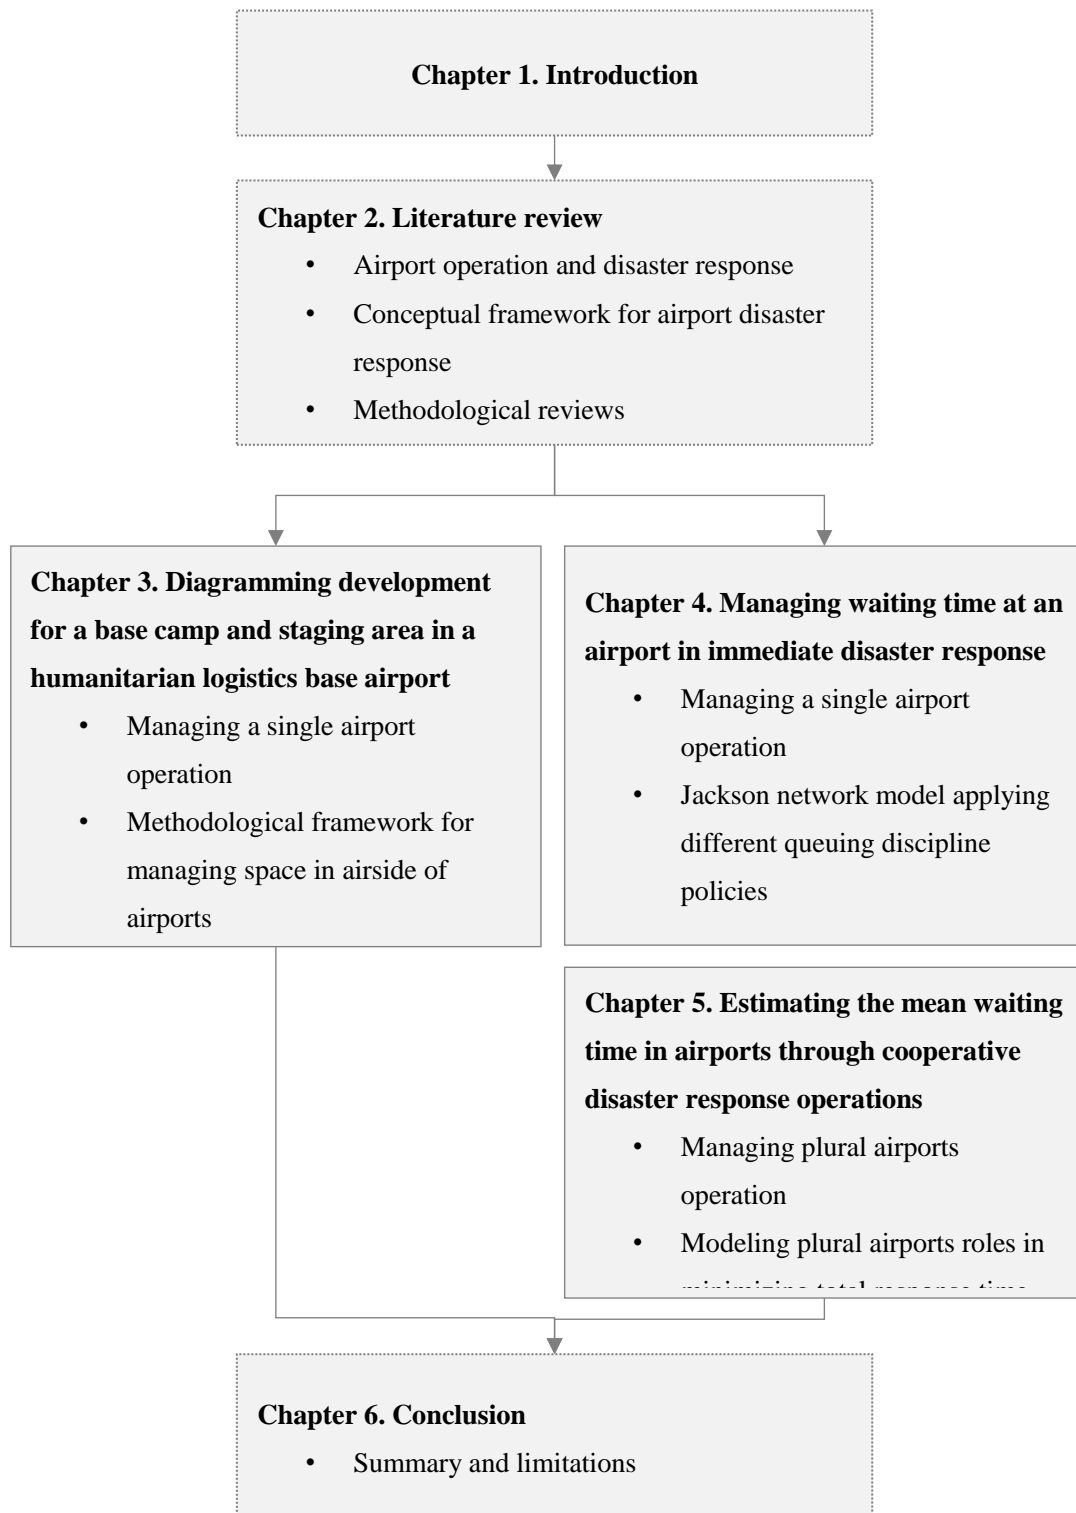 Chapter 1. Introduction
Chapter 2. Literature review
• Airport operation and disaster response
• Conceptual framework for airport disaster
response
• Methodological reviews
Chapter 3. Diagramming development
for a base camp and staging area in a
humanitarian logistics base airport
• Managing a single airport
operation
• Methodological framework for
managing space in airside of
airports
Chapter 4. Managing waiting time at an
airport in immediate disaster response
• Managing a single airport
operation
• Jackson network model applying
different queuing discipline
policies
Chapter 5. Estimating the mean waiting
time in airports through cooperative
disaster response operations
• Managing plural airports
operation
• Modeling plural airports roles in
minimizing total response time
Chapter 6. Conclusion
• Summary and limitations